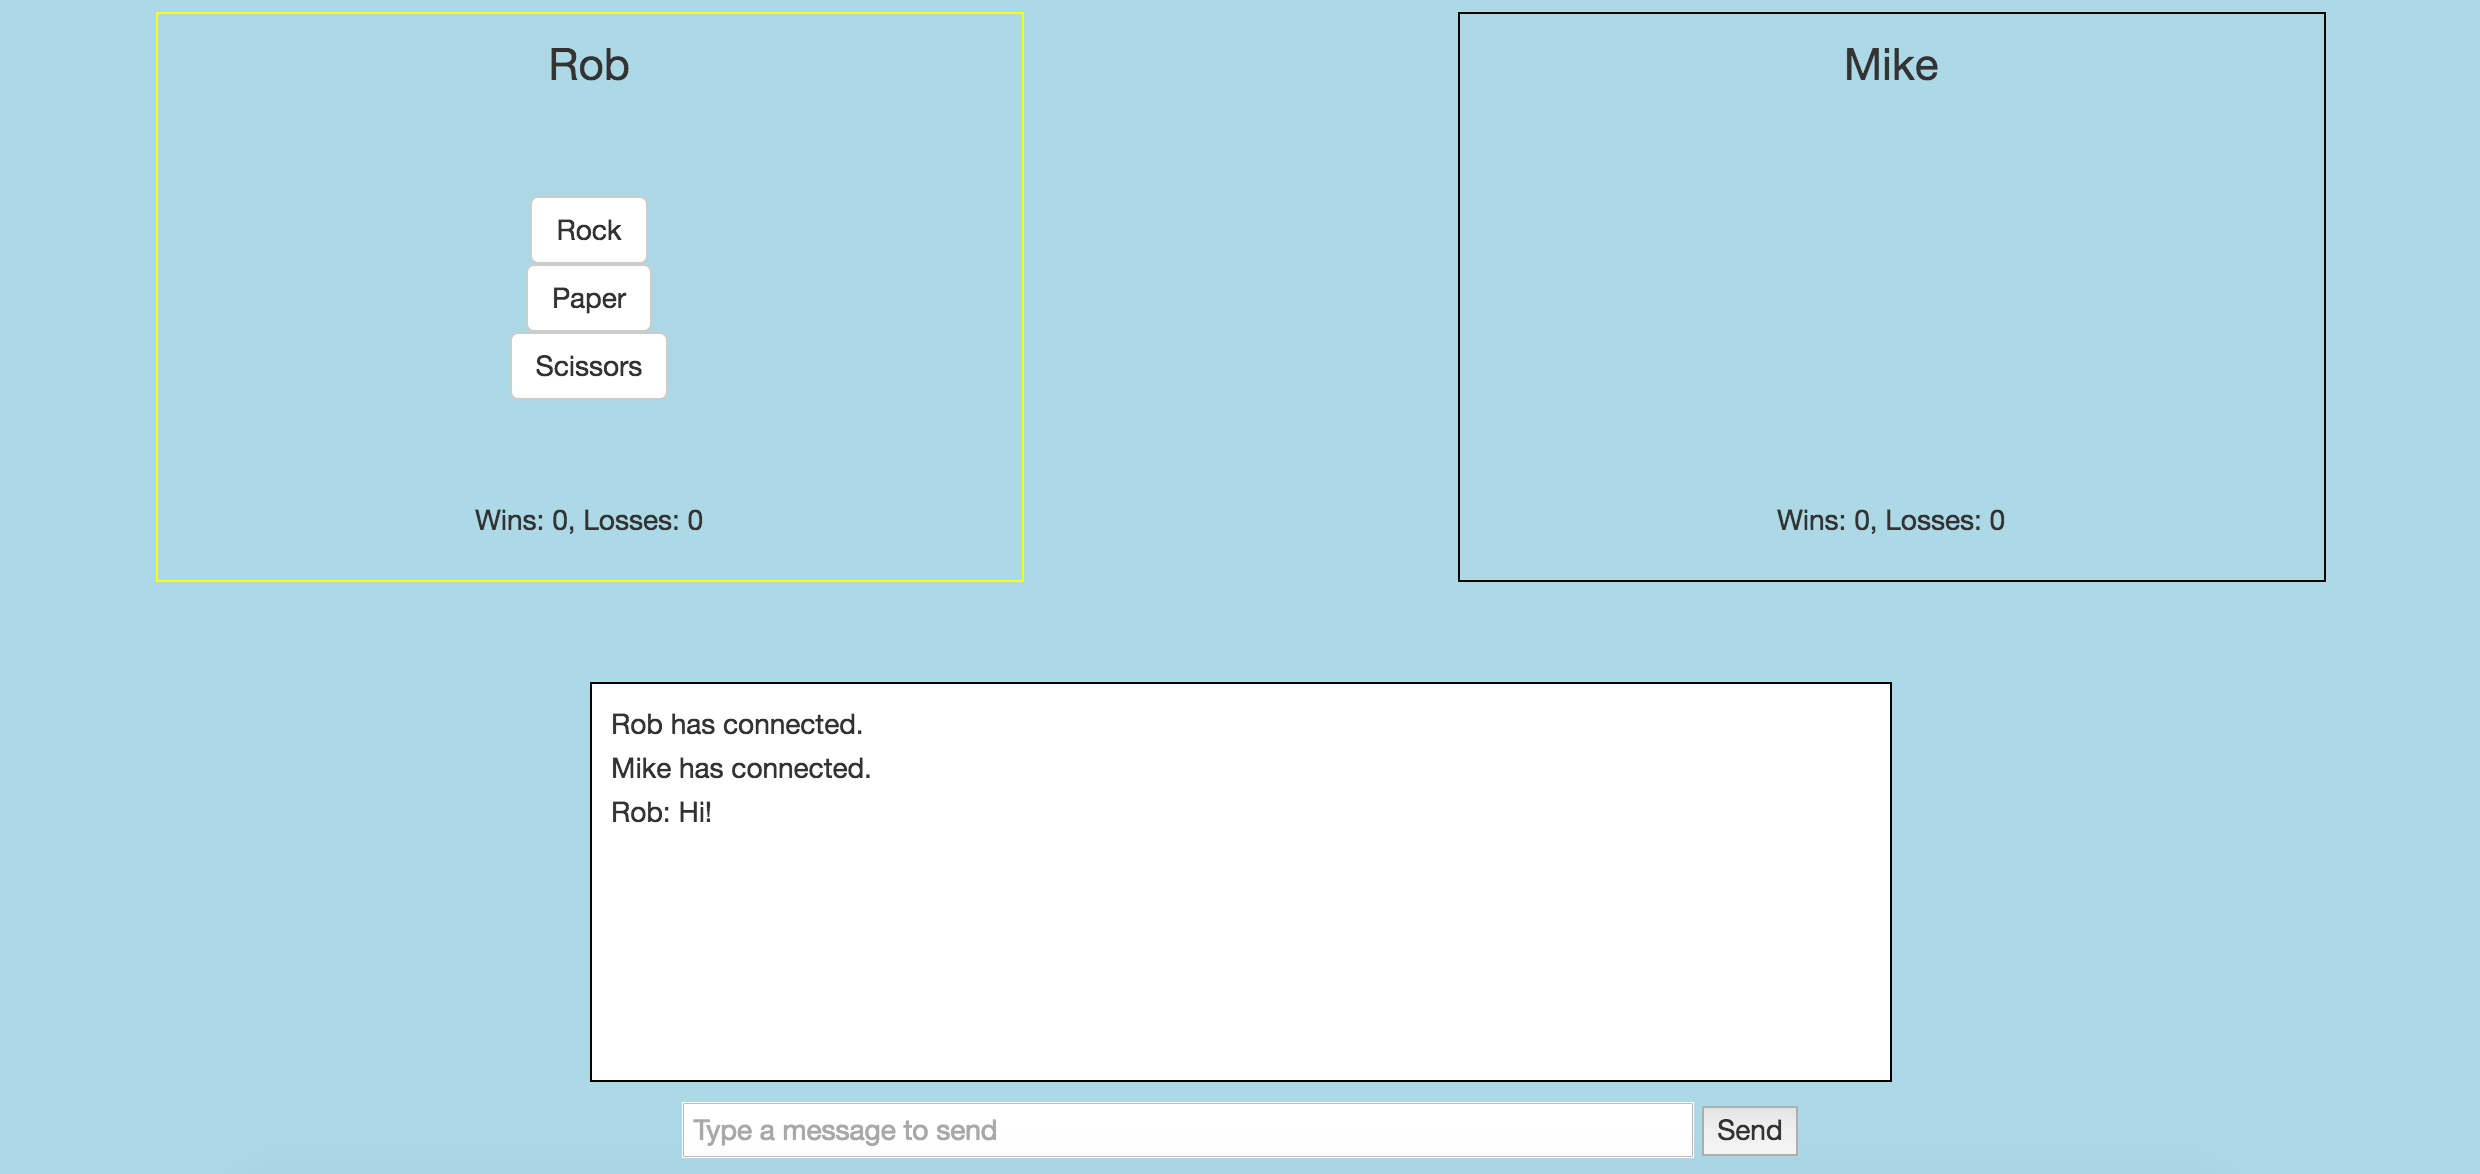 Rob
Rock
Paper
Scissors
Wins: 0, Losses: 0
Mike
Wins: 0, Losses: 0
Rob has connected.
Mike has connected.
Rob: Hi!
Type a message to send
Send